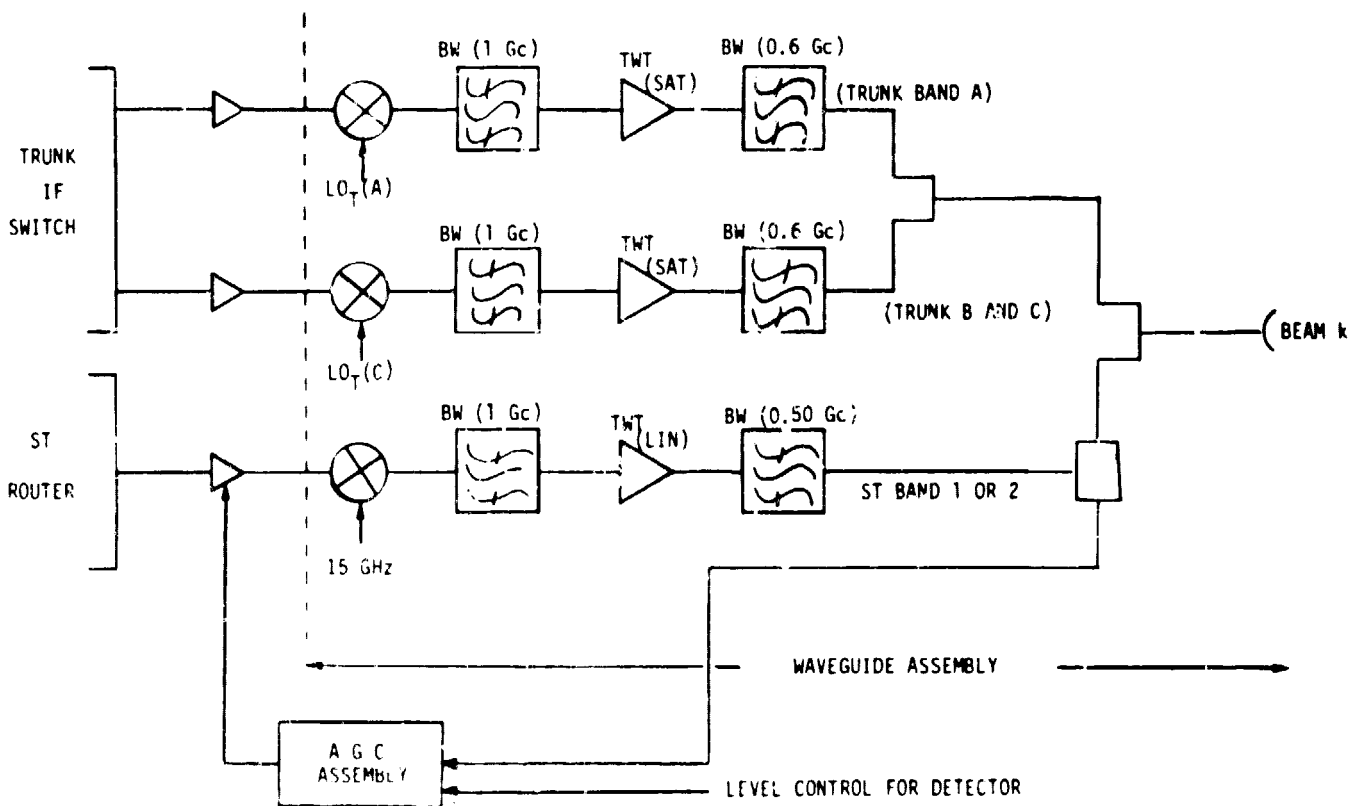 BW (1 Gc)
TWT
(SAT)
BW (0.6 Gc)
(TRUNK BAND A)
TRUNK
IF
SWITCH
LO_T(A)
BW (1 Gc)
TWT
(SAT)
BW (0.6 Gc)
(TRUNK B AND C)
BEAM k
LO_T(C)
ST
ROUTER
BW (1 Gc)
TWT
(LIN)
BW (0.50 Gc)
ST BAND 1 OR 2
15 GHz
WAVEGUIDE ASSEMBLY
A G C
ASSEMBLY
LEVEL CONTROL FOR DETECTOR